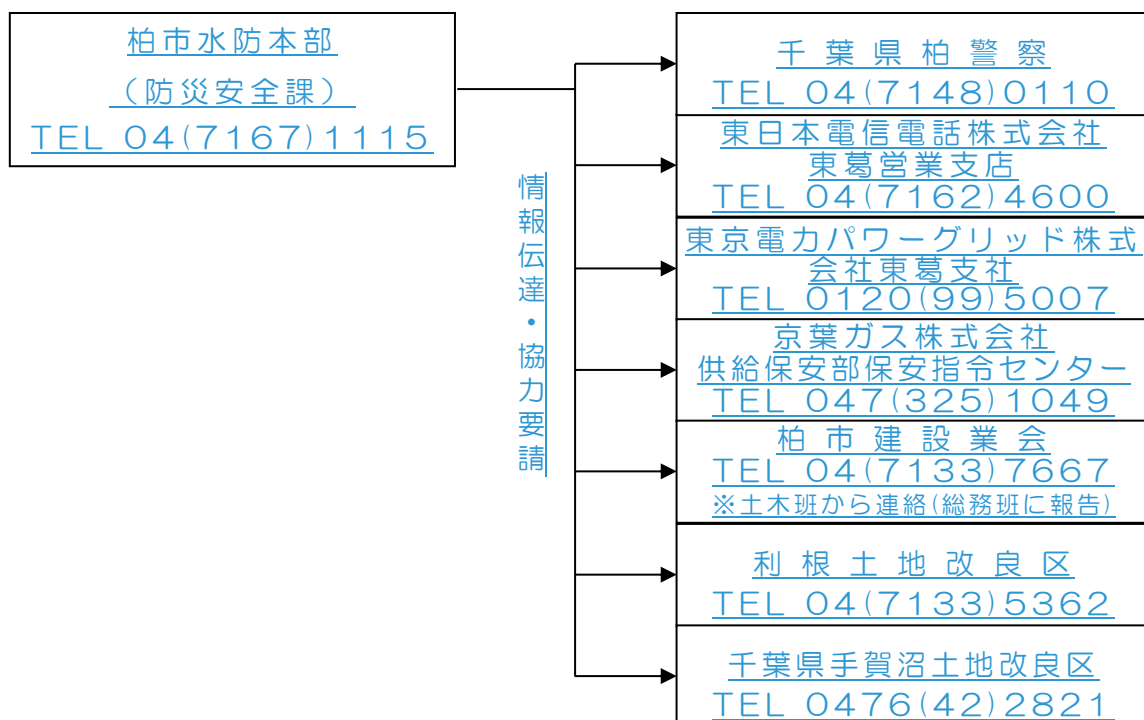 柏市水防本部
（防災安全課）
TEL 04(7167)1115
情報伝達・協力要請
千葉県柏警察
TEL 04(7148)0110
東日本電信電話株式会社
東葛営業支店
TEL 04(7162)4600
東京電力パワーグリッド株式
会社東葛支社
TEL 0120(99)5007
京葉ガス株式会社
供給保安部保安指令センター
TEL 047(325)1049
柏市建設業会
TEL 04(7133)7667
※土木班から連絡(総務班に報告)
利根土地改良区
TEL 04(7133)5362
千葉県手賀沼土地改良区
TEL 0476(42)2821